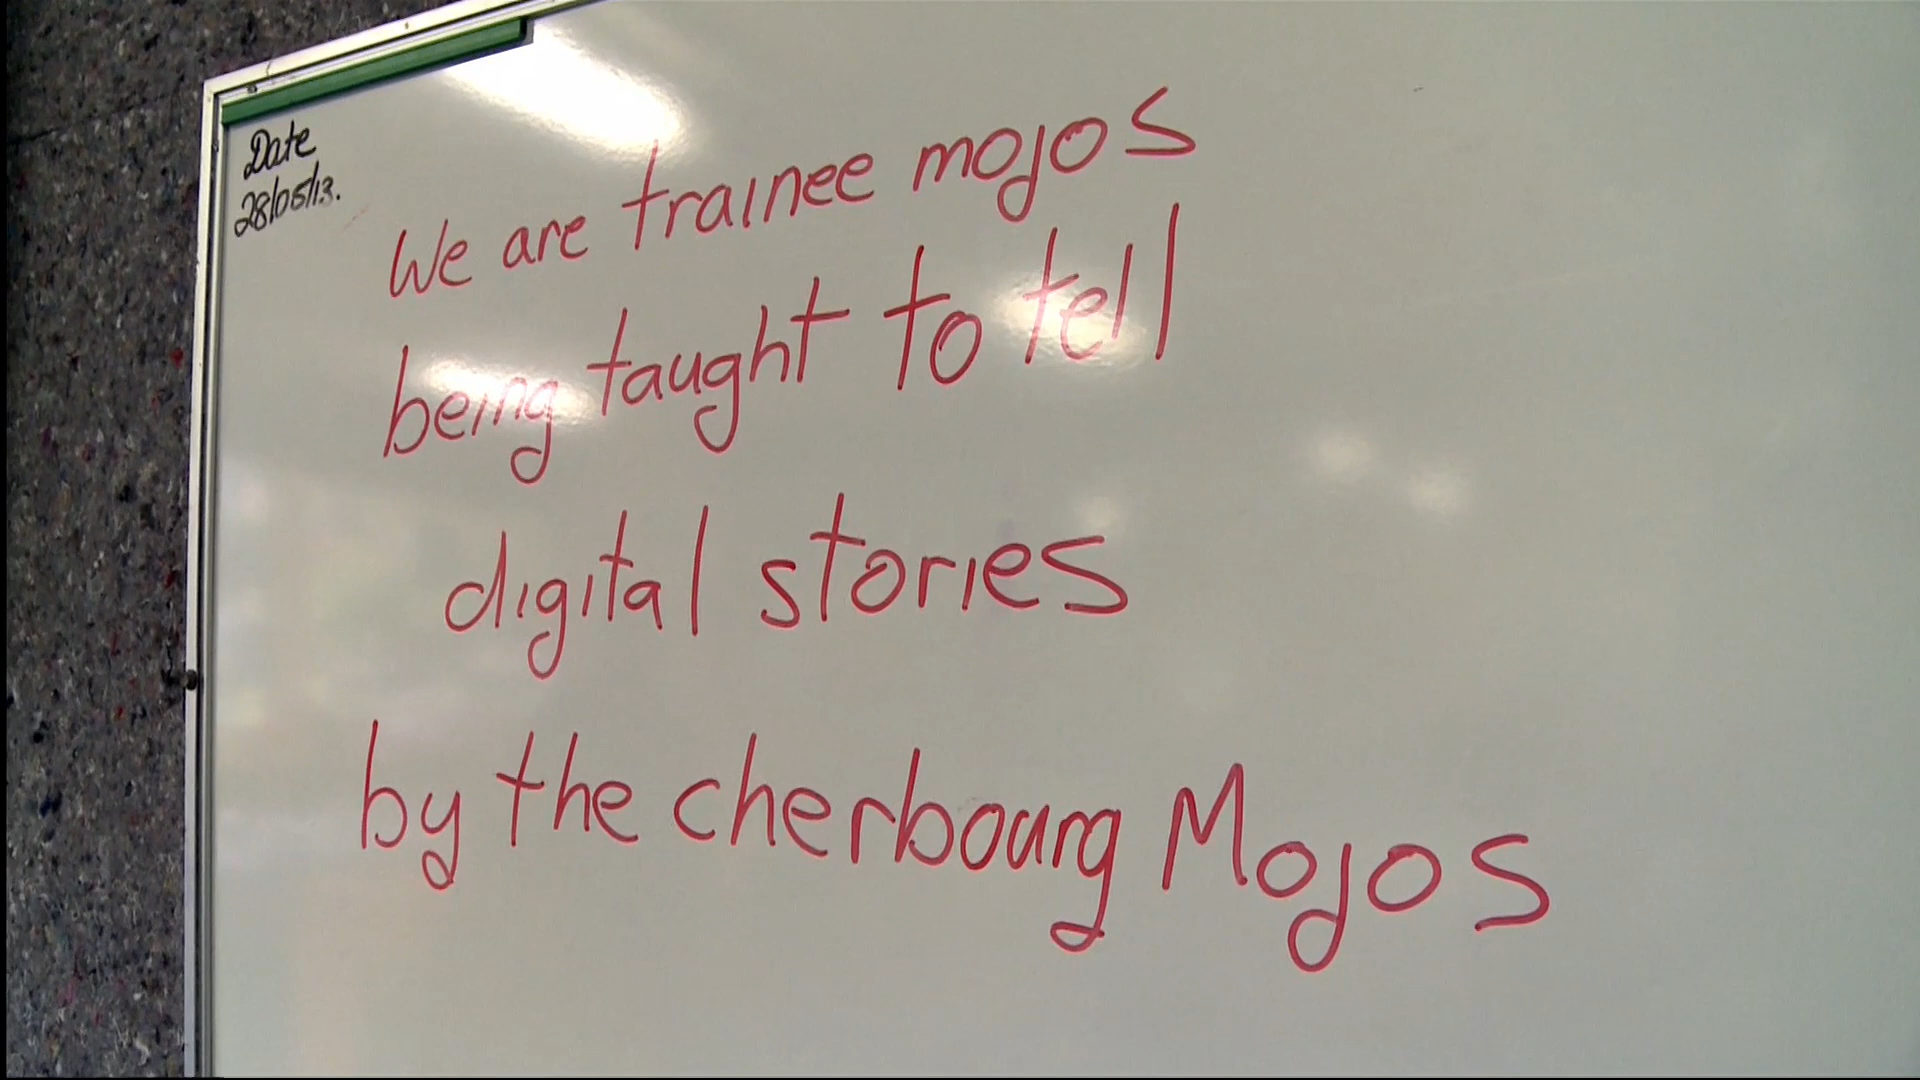 Date
28/05/13.
We are trainee mojos
being taught to tell
digital stories
by the cherbourg Mojos